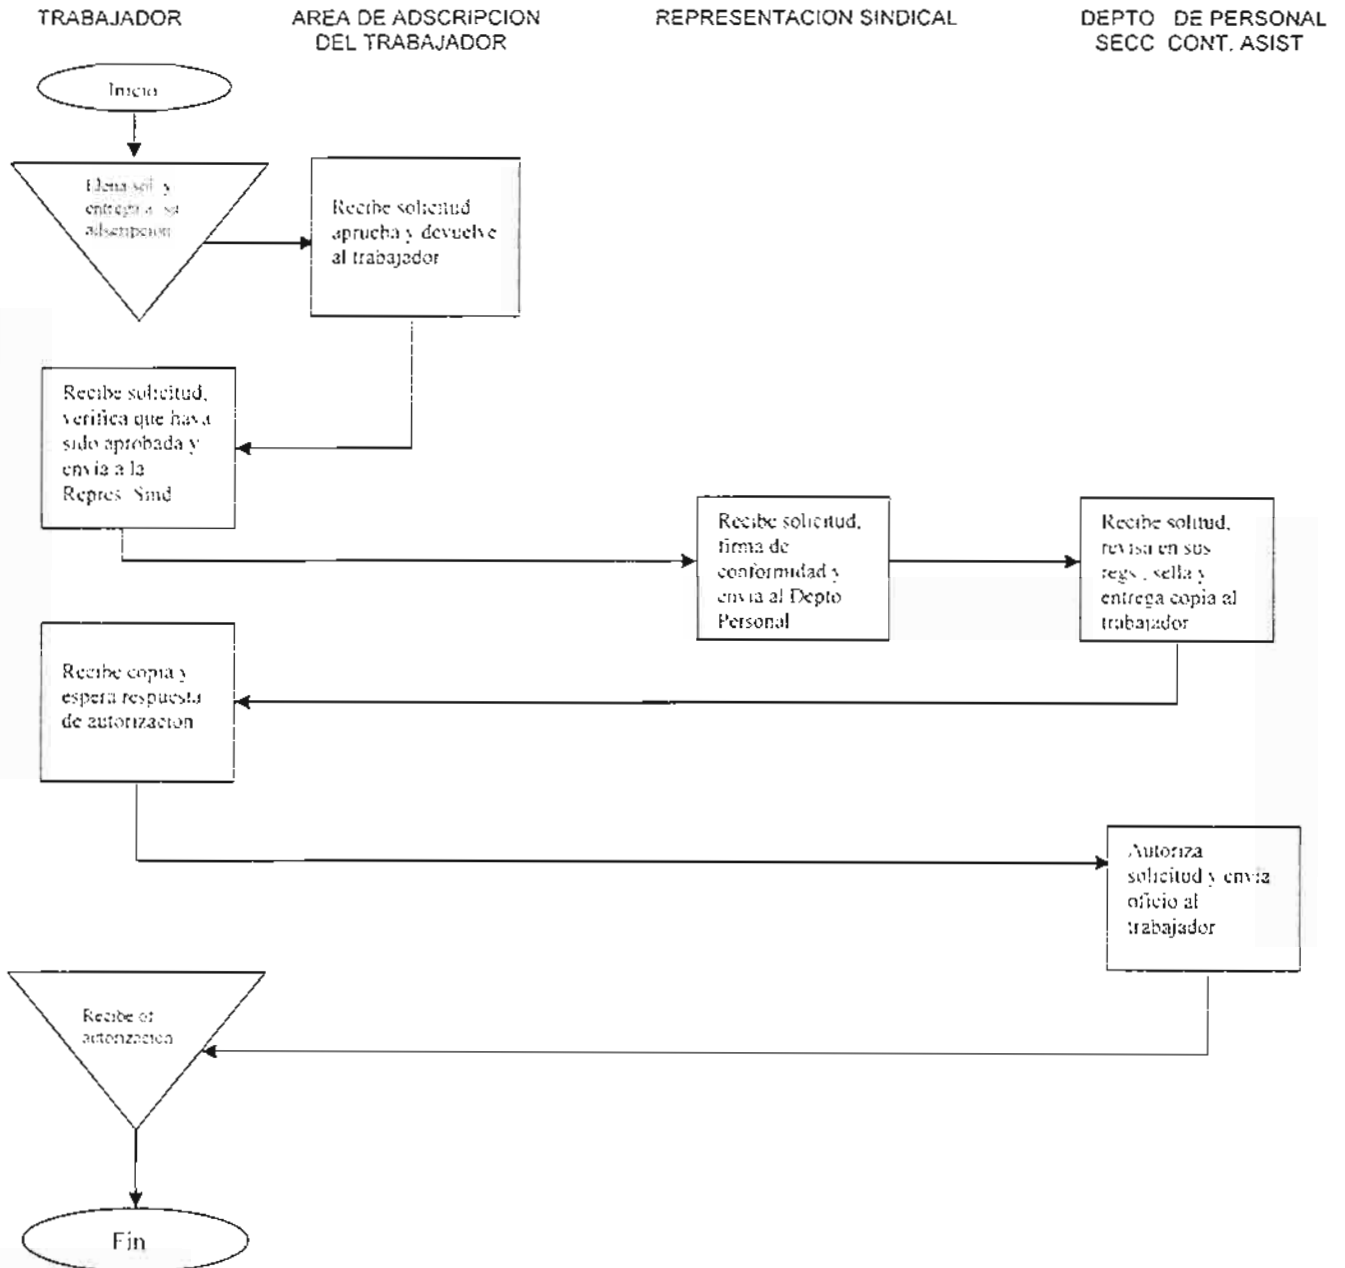 TRABAJADOR
AREA DE ADSCRIPCION
DEL TRABAJADOR
REPRESENTACION SINDICAL
DEPTO DE PERSONAL
SECC CONT. ASIST
Inicio
Llena sol y
entrega a su
adscripcion
Recibe solicitud
aprueba y devuelve
al trabajador
Recibe solicitud,
verifica que haya
sido aprobada y
envia a la
Repres. Sind
Recibe solicitud,
firma de
conformidad y
envia al Depto
Personal
Recibe solitud,
revisa en sus
regs., sella y
entrega copia al
trabajador
Recibe copia y
espera respuesta
de autorizacion
Autoriza
solicitud y envia
oficio al
trabajador
Recibe of
autorizacion
Fin